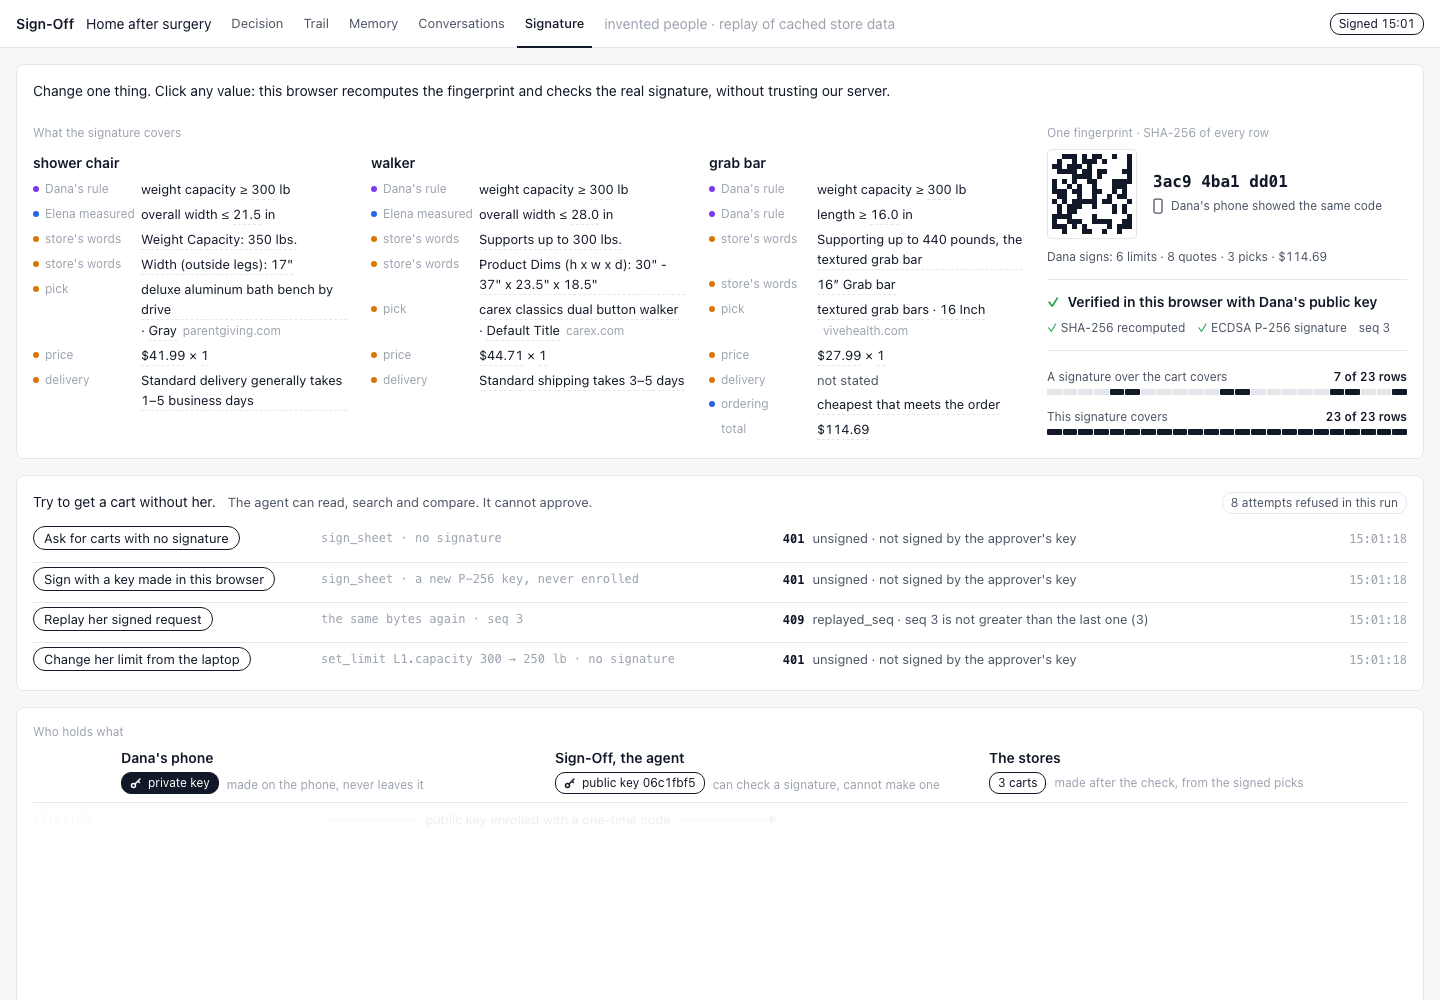 Sign-Off Home after surgery Decision Trail Memory Conversations Signature invented people · replay of cached store data Signed 15:01
Change one thing. Click any value: this browser recomputes the fingerprint and checks the real signature, without trusting our server.
What the signature covers
shower chair
Dana's rule weight capacity ≥ 300 lb
Elena measured overall width ≤ 21.5 in
store's words Weight Capacity: 350 lbs.
store's words Width (outside legs): 17"
pick deluxe aluminum bath bench by
drive
· Gray parentgiving.com
price $41.99 × 1
delivery Standard delivery generally takes
1–5 business days
walker
Dana's rule weight capacity ≥ 300 lb
Elena measured overall width ≤ 28.0 in
store's words Supports up to 300 lbs.
store's words Product Dims (h x w x d): 30" -
37" x 23.5" x 18.5"
pick carex classics dual button walker
· Default Title carex.com
price $44.71 × 1
delivery Standard shipping takes 3–5 days
grab bar
Dana's rule weight capacity ≥ 300 lb
Dana's rule length ≥ 16.0 in
store's words Supporting up to 440 pounds, the
textured grab bar
store's words 16″ Grab bar
pick textured grab bars · 16 Inch
vivehealth.com
price $27.99 × 1
delivery not stated
ordering cheapest that meets the order
total $114.69
One fingerprint · SHA-256 of every row
3ac9 4ba1 dd01
Dana's phone showed the same code
Dana signs: 6 limits · 8 quotes · 3 picks · $114.69
Verified in this browser with Dana's public key
SHA-256 recomputed ECDSA P-256 signature seq 3
A signature over the cart covers 7 of 23 rows
This signature covers 23 of 23 rows
Try to get a cart without her. The agent can read, search and compare. It cannot approve. 8 attempts refused in this run
Ask for carts with no signature sign_sheet · no signature 401 unsigned · not signed by the approver's key 15:01:18
Sign with a key made in this browser sign_sheet · a new P-256 key, never enrolled 401 unsigned · not signed by the approver's key 15:01:18
Replay her signed request the same bytes again · seq 3 409 replayed_seq · seq 3 is not greater than the last one (3) 15:01:18
Change her limit from the laptop set_limit L1.capacity 300 → 250 lb · no signature 401 unsigned · not signed by the approver's key 15:01:18
Who holds what
Dana's phone
private key made on the phone, never leaves it
Sign-Off, the agent
public key 06c1fbf5 can check a signature, cannot make one
The stores
3 carts made after the check, from the signed picks
public key enrolled with a one-time code